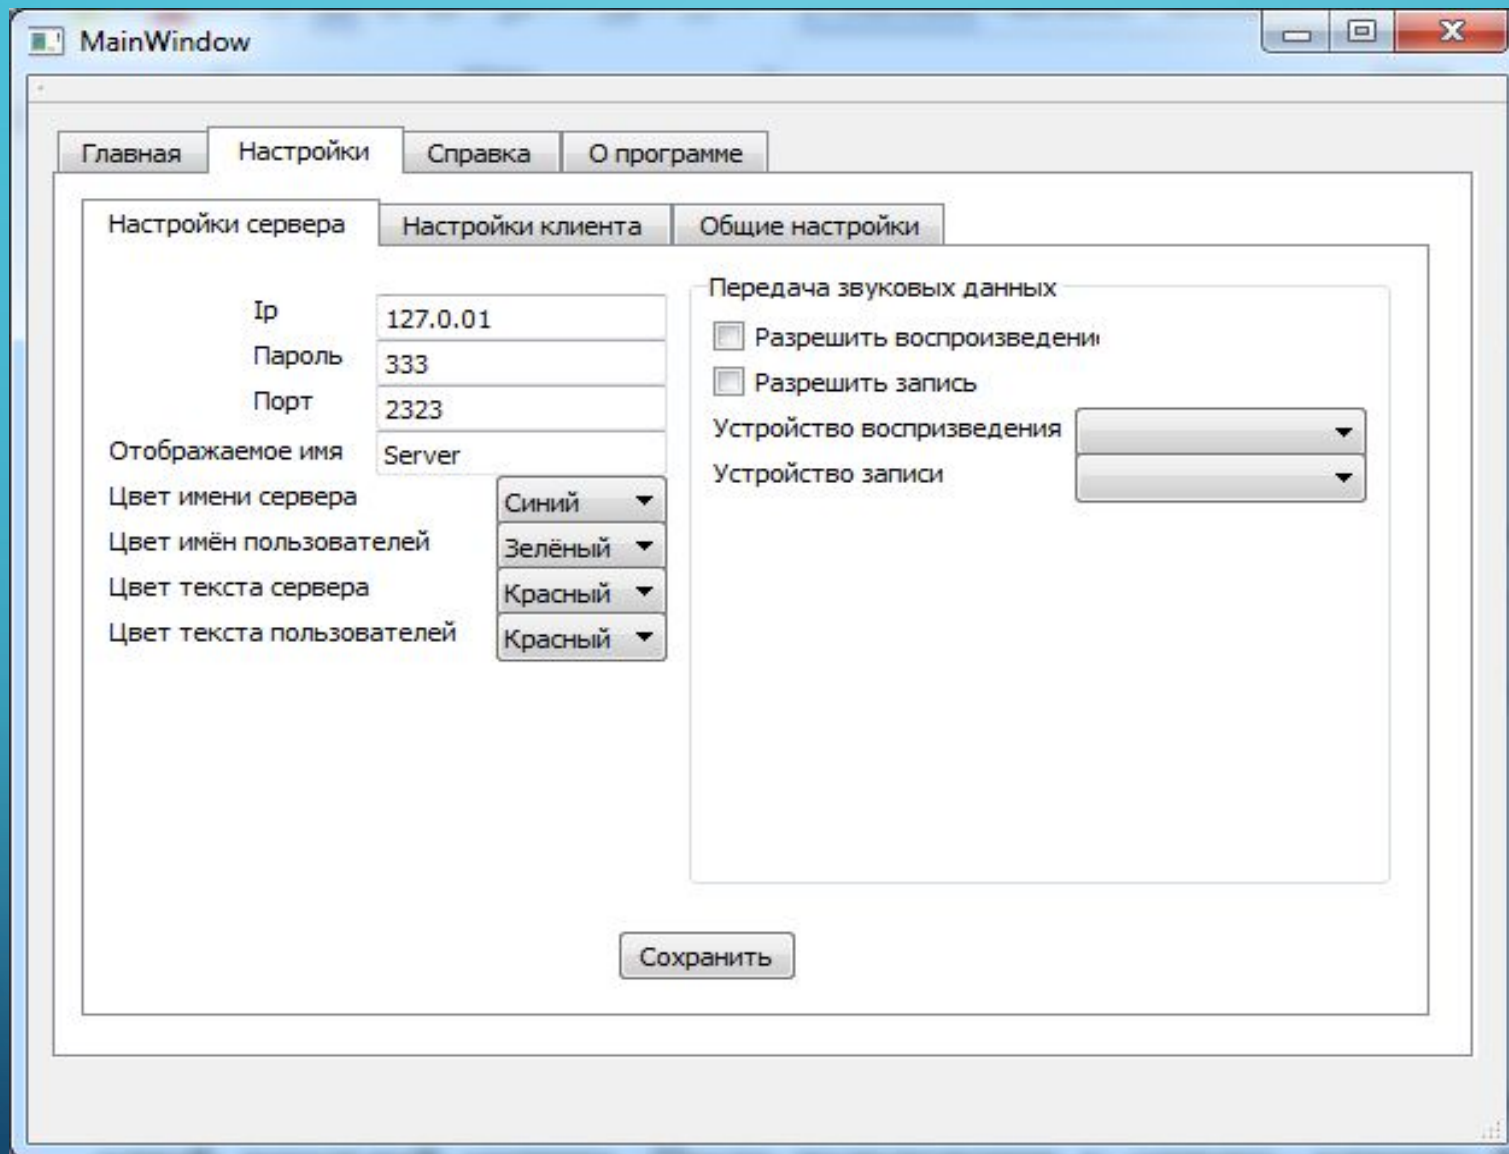 MainWindow
Главная Настройки Справка О программе
Настройки сервера Настройки клиента Общие настройки
Ip 127.0.01
Пароль 333
Порт 2323
Отображаемое имя Server
Цвет имени сервера Синий
Цвет имён пользователей Зелёный
Цвет текста сервера Красный
Цвет текста пользователей Красный
Передача звуковых данных
Разрешить воспроизведени
Разрешить запись
Устройство воспризведения
Устройство записи
Сохранить